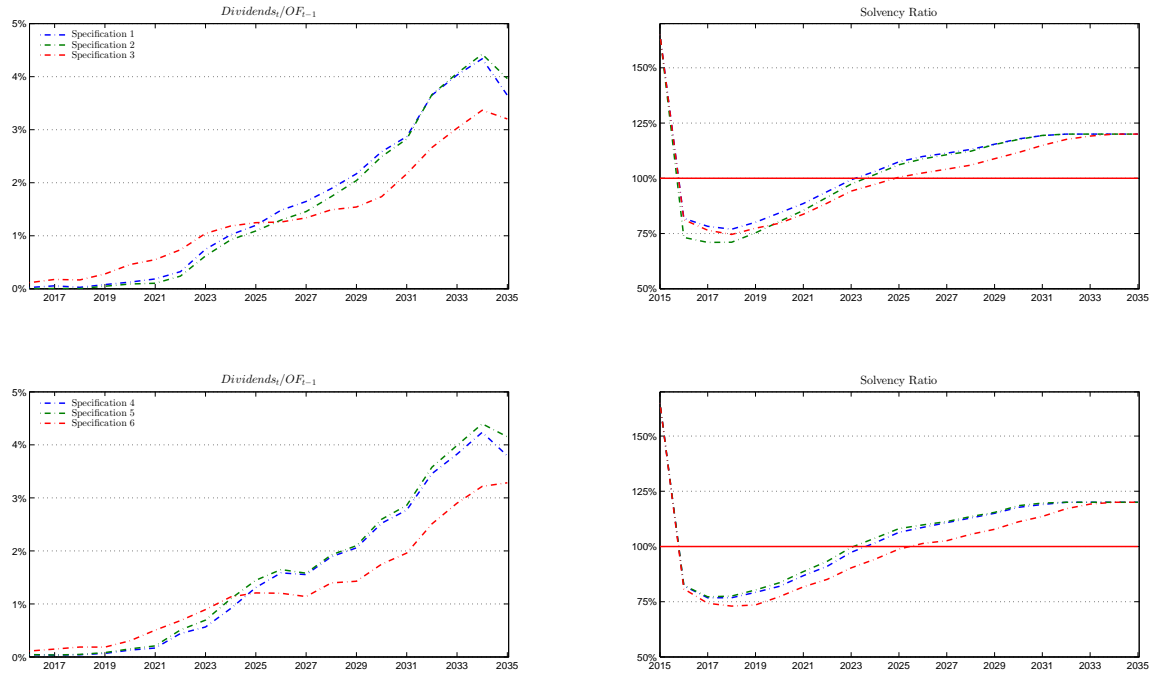 Dividends_t/OF_{t−1}
5%
4%
3%
2%
1%
0%
Specification 1
Specification 2
Specification 3
2017 2019 2021 2023 2025 2027 2029 2031 2033 2035
Solvency Ratio
150%
125%
100%
75%
50%
2015 2017 2019 2021 2023 2025 2027 2029 2031 2033 2035
Dividends_t/OF_{t−1}
5%
4%
3%
2%
1%
0%
Specification 4
Specification 5
Specification 6
2017 2019 2021 2023 2025 2027 2029 2031 2033 2035
Solvency Ratio
150%
125%
100%
75%
50%
2015 2017 2019 2021 2023 2025 2027 2029 2031 2033 2035